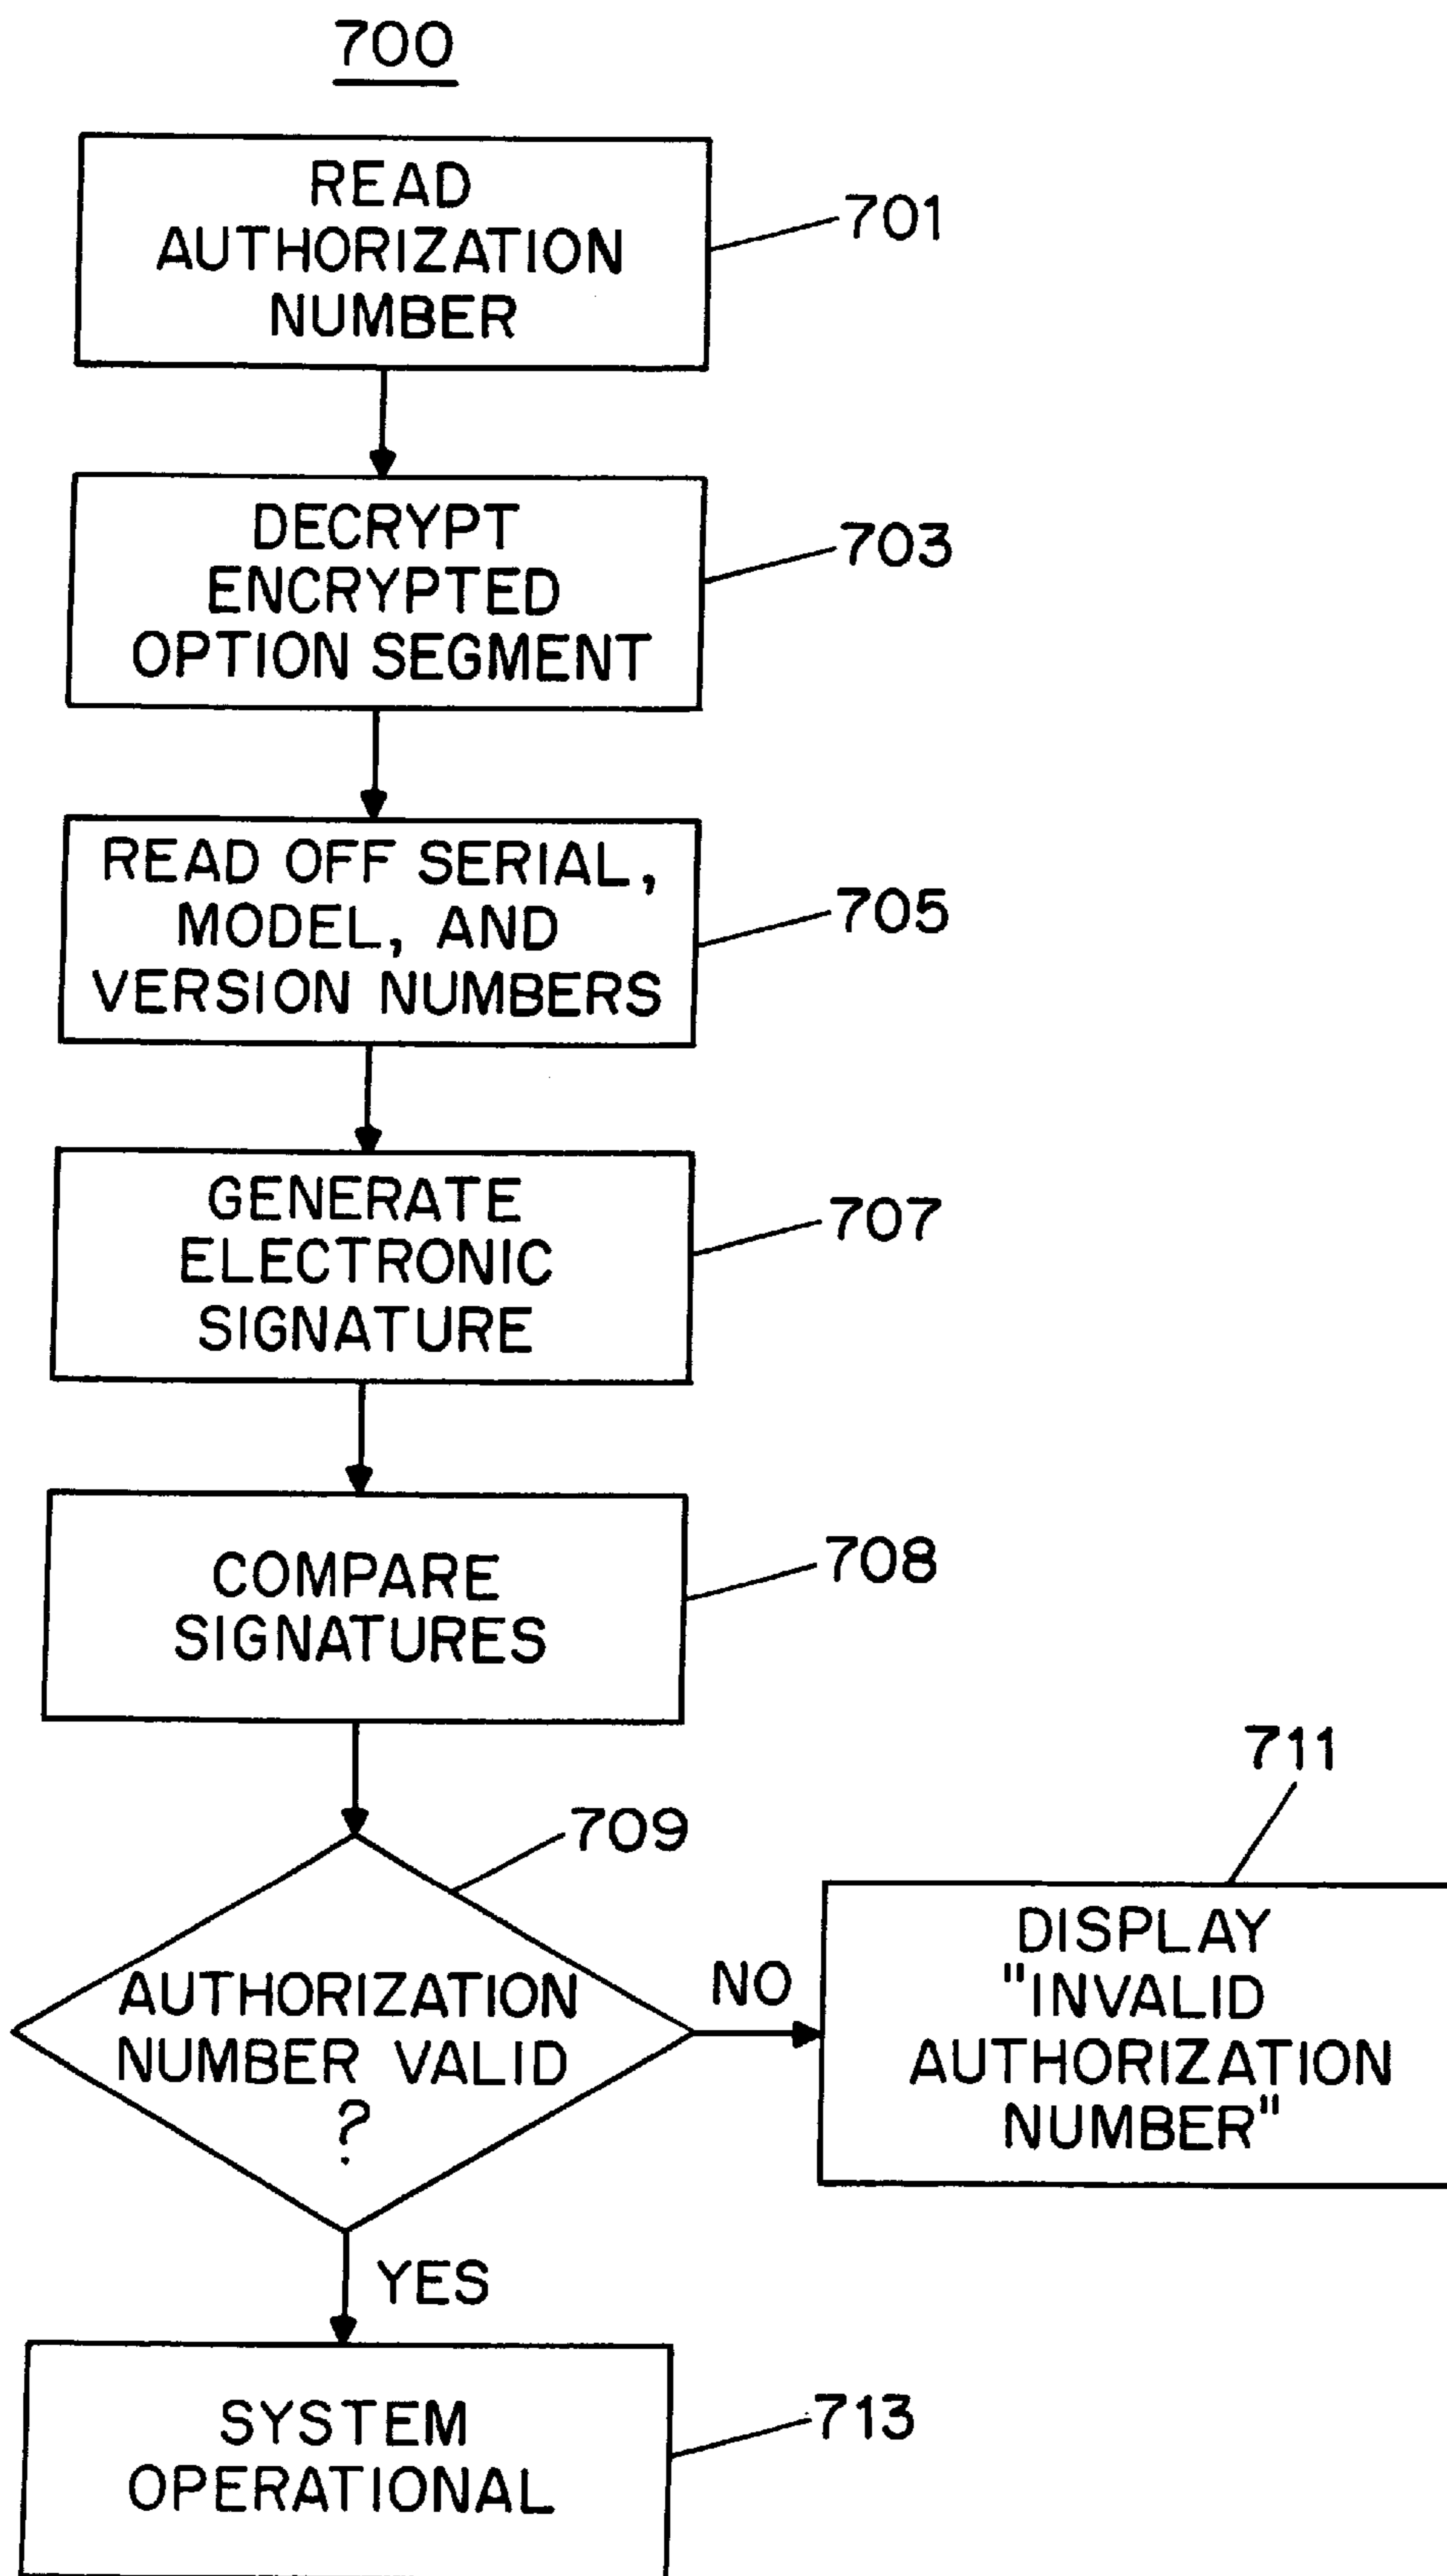 700
READ
AUTHORIZATION
NUMBER
701
DECRYPT
ENCRYPTED
OPTION SEGMENT
703
READ OFF SERIAL,
MODEL, AND
VERSION NUMBERS
705
GENERATE
ELECTRONIC
SIGNATURE
707
COMPARE
SIGNATURES
708
709
AUTHORIZATION
NUMBER VALID
?
NO
711
DISPLAY
"INVALID
AUTHORIZATION
NUMBER"
YES
SYSTEM
OPERATIONAL
713